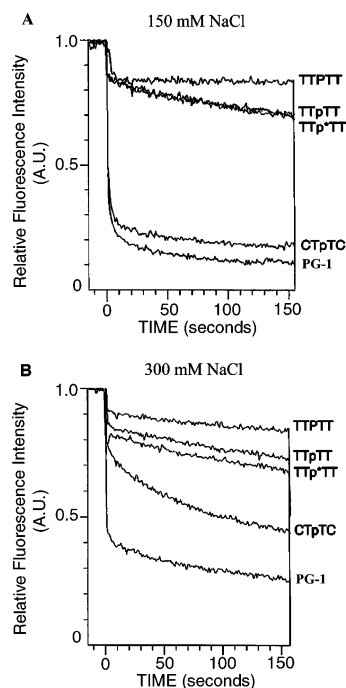 A
150 mM NaCl
Relative Fluorescence Intensity
(A.U.)
1.0
0.5
0
TTPTT
TTpTT
TTp*TT
CTpTC
PG-1
0 50 100 150
TIME (seconds)
B
300 mM NaCl
Relative Fluorescence Intensity
(A.U.)
1.0
0.5
0
TTPTT
TTpTT
TTp*TT
CTpTC
PG-1
0 50 100 150
TIME (seconds)